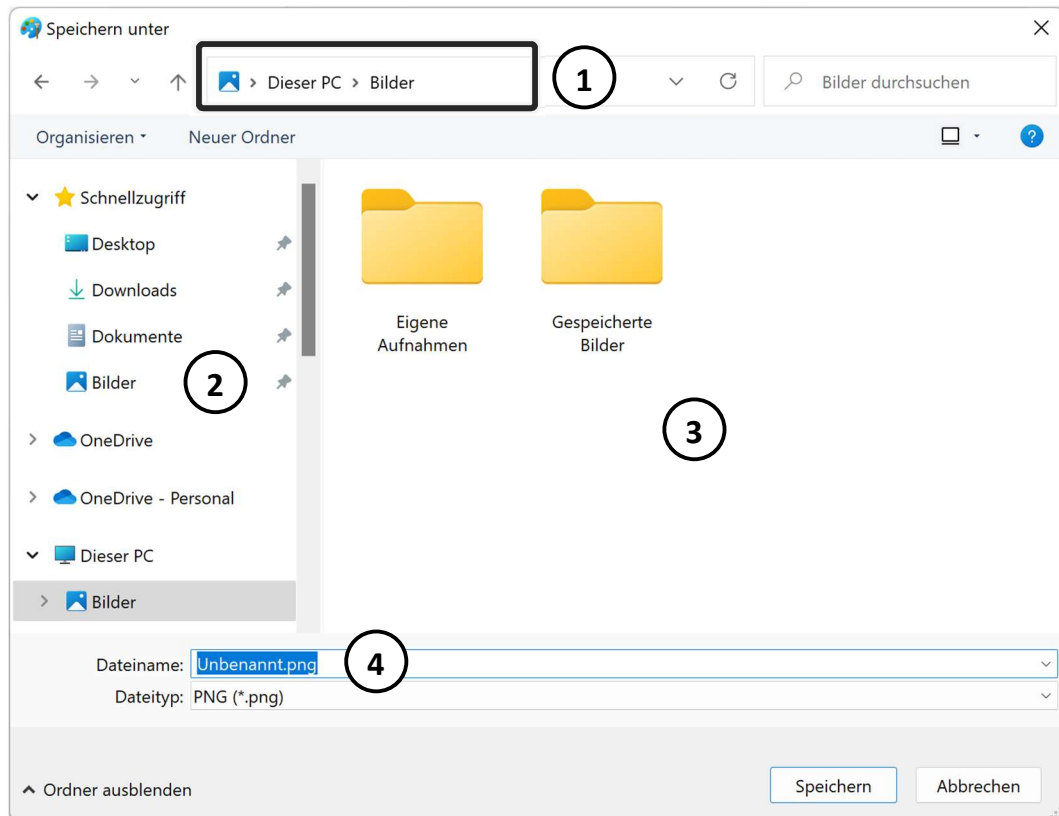 Speichern unter
Dieser PC > Bilder
1
Bilder durchsuchen
Organisieren
Neuer Ordner
?
Schnellzugriff
Desktop
Downloads
Dokumente
Bilder
2
OneDrive
OneDrive - Personal
Dieser PC
Bilder
Eigene
Aufnahmen
Gespeicherte
Bilder
3
Dateiname: Unbenannt.png
4
Dateityp: PNG (*.png)
Ordner ausblenden
Speichern
Abbrechen